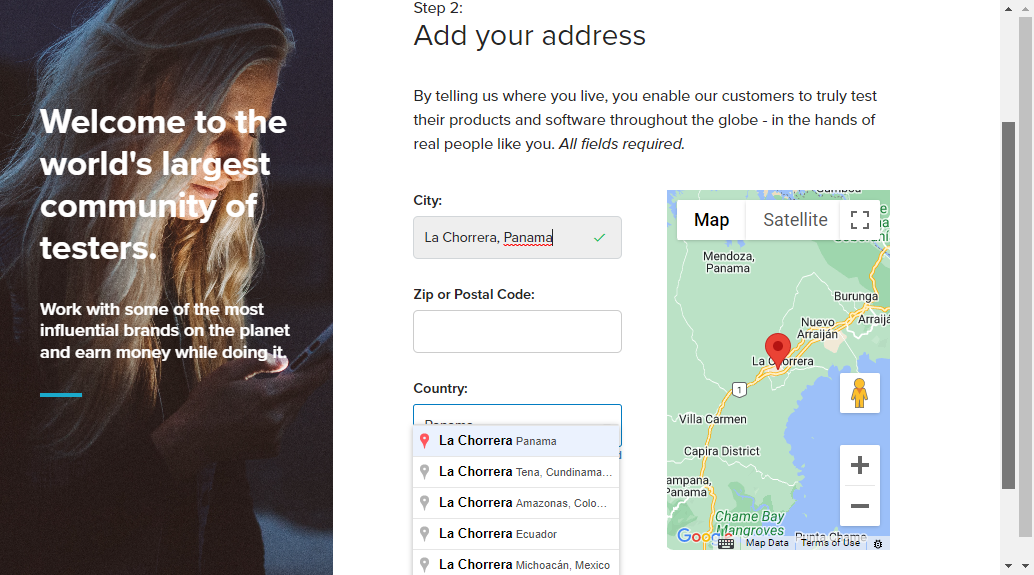 Step 2:
Add your address
Welcome to the
world's largest
community of
testers.
Work with some of the most
influential brands on the planet
and earn money while doing it.
By telling us where you live, you enable our customers to truly test
their products and software throughout the globe - in the hands of
real people like you. All fields required.
City:
La Chorrera, Panama
Zip or Postal Code:
Country:
Panama
La Chorrera Panama
La Chorrera Tena, Cundinama...
La Chorrera Amazonas, Colo...
La Chorrera Ecuador
La Chorrera Michoacán, Mexico
Map
Satellite
Mendoza,
Panama
Burunga
Nuevo
Arraiján
La Chorrera
1
Villa Carmen
Capira District
Panama
Chame Bay
Mangroves
Punta Chame
Map Data
Terms of Use